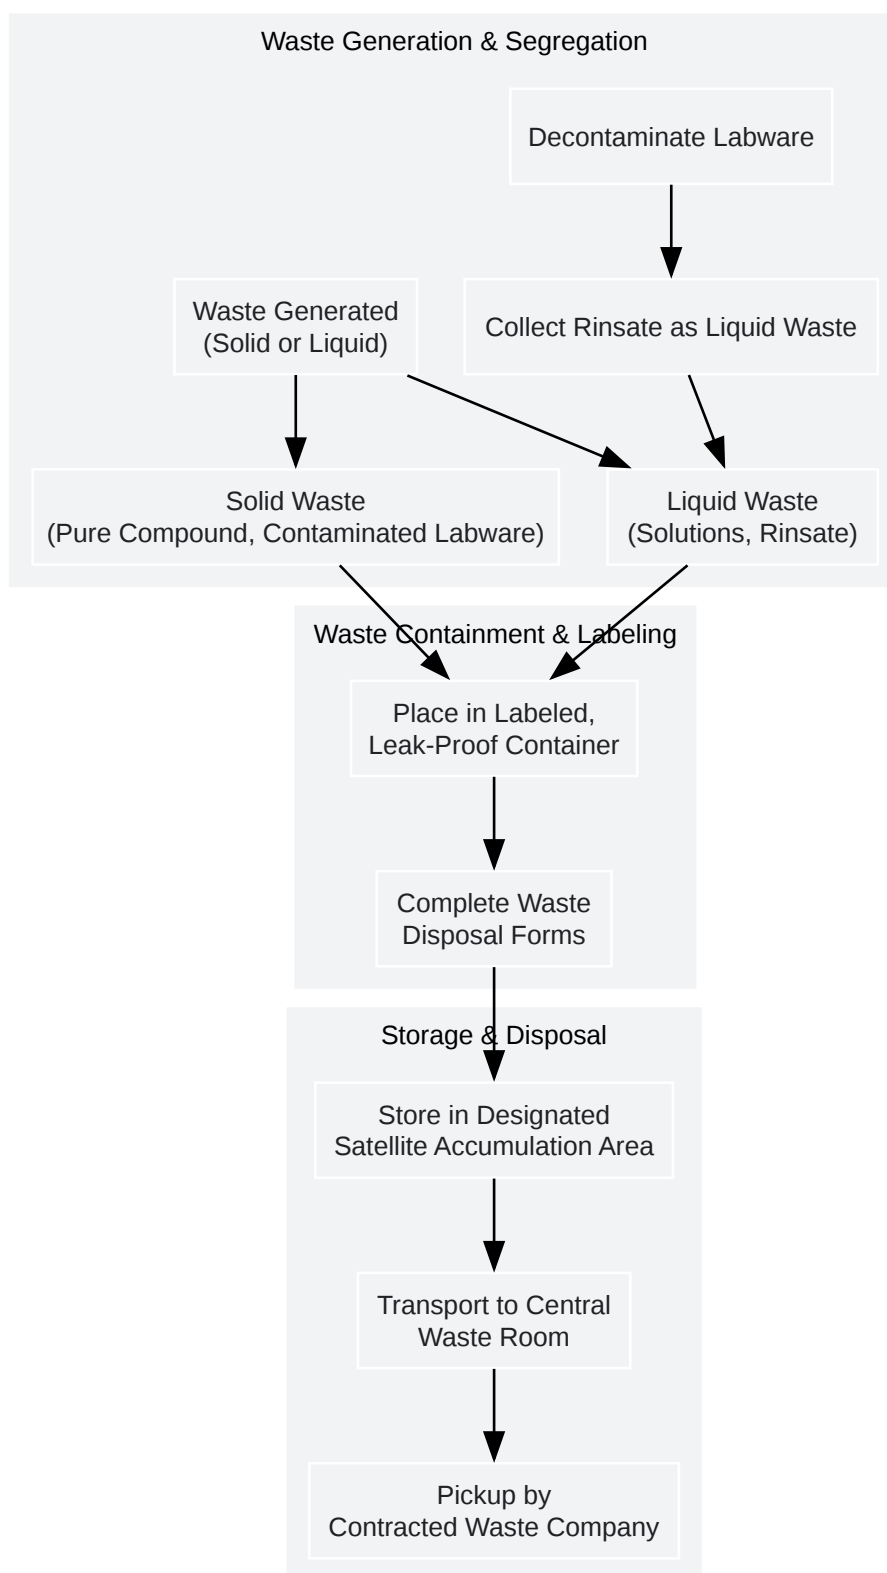 Waste Generation & Segregation
Decontaminate Labware
Waste Generated
(Solid or Liquid)
Collect Rinsate as Liquid Waste
Solid Waste
(Pure Compound, Contaminated Labware)
Liquid Waste
(Solutions, Rinsate)
Waste Containment & Labeling
Place in Labeled,
Leak-Proof Container
Complete Waste
Disposal Forms
Storage & Disposal
Store in Designated
Satellite Accumulation Area
Transport to Central
Waste Room
Pickup by
Contracted Waste Company